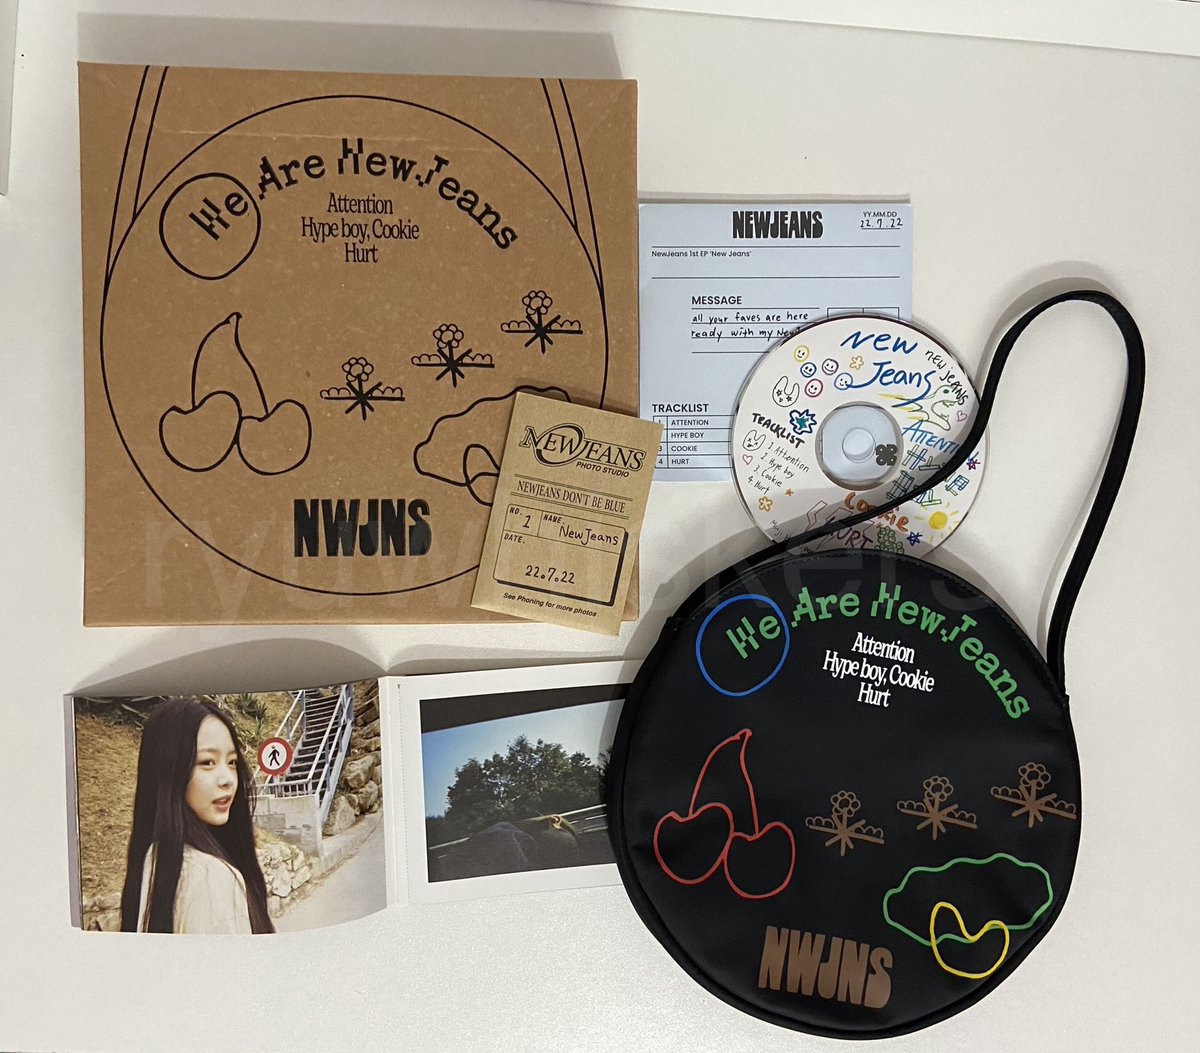 We Are New Jeans
Attention
Hype boy, Cookie
Hurt
NWJNS
NEWJEANS
YY.MM.DD
22.7.22
NewJeans 1st EP 'New Jeans'
MESSAGE
all your faves are here
ready with my
TRACKLIST
1 ATTENTION
HYPE BOY
3 COOKIE
4 HURT
NEWJEANS
PHOTO STUDIO
NEWJEANS DON'T BE BLUE
NO. 1 NAME. NewJeans
DATE.
22.7.22
See Phoning for more photos
New
Jeans
NEW JEANS
ATTENTI
TRACKLIST
1. Attention
2. Hype boy
3. Cookie
4. Hurt
Cookie
HURT
We Are New Jeans
Attention
Hype boy, Cookie
Hurt
NWJNS